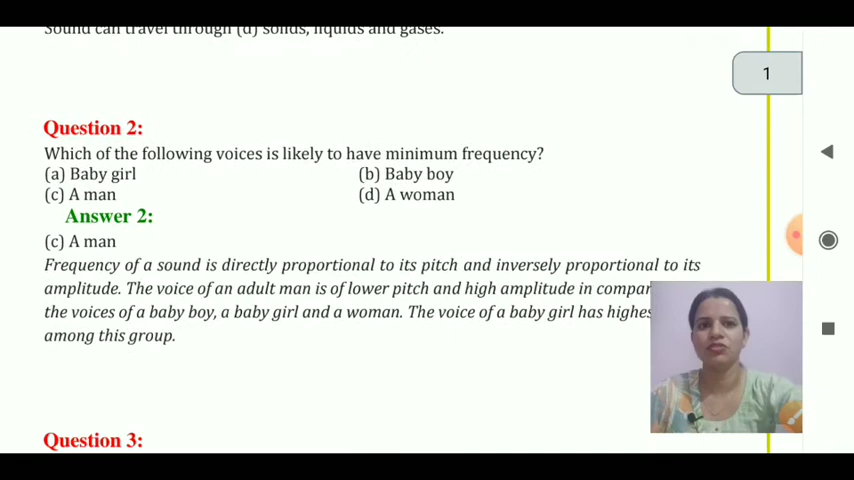 Sound can travel through (d) solids, liquids and gases.
1
Question 2:
Which of the following voices is likely to have minimum frequency?
(a) Baby girl (b) Baby boy
(c) A man (d) A woman
Answer 2:
(c) A man
Frequency of a sound is directly proportional to its pitch and inversely proportional to its
amplitude. The voice of an adult man is of lower pitch and high amplitude in
the voices of a baby boy, a baby girl and a woman. The voice of a baby girl has
among this group.
Question 3: